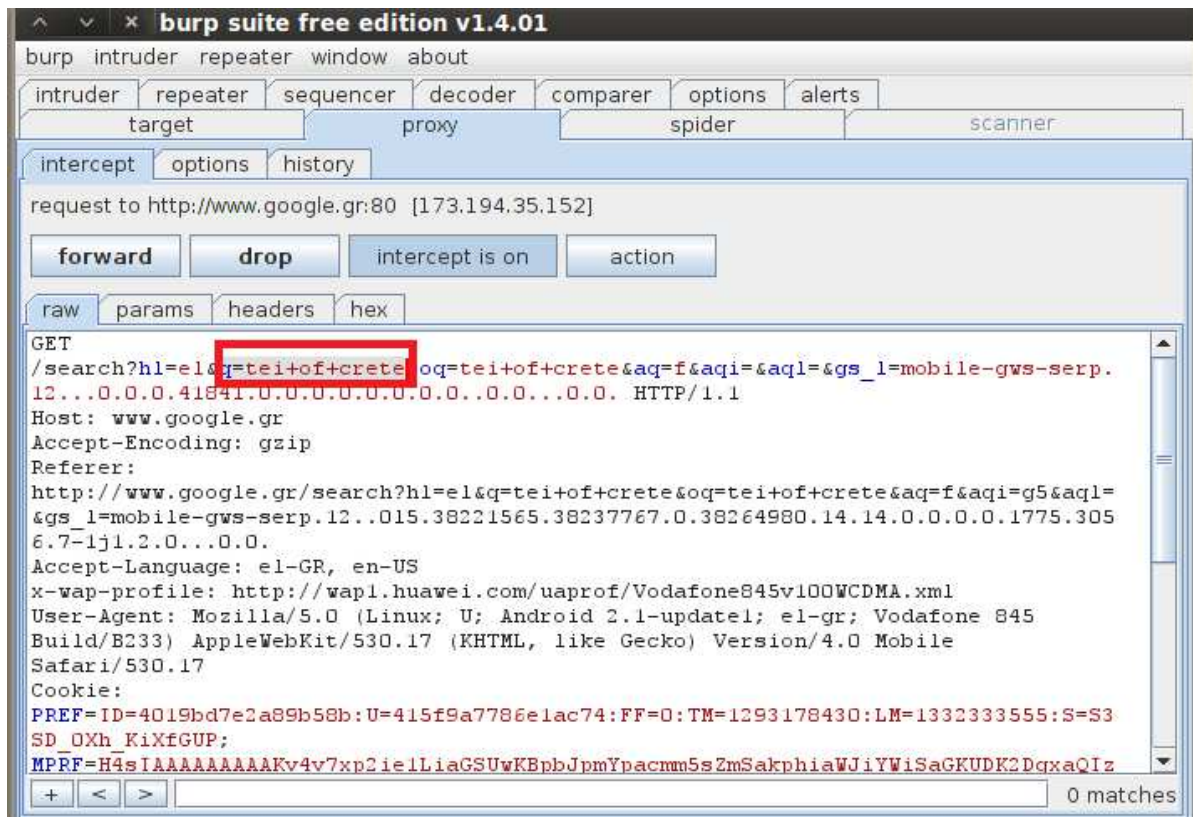 burp suite free edition v1.4.01
burp intruder repeater window about
intruder repeater sequencer decoder comparer options alerts
target proxy spider scanner
intercept options history
request to http://www.google.gr:80 [173.194.35.152]
forward drop intercept is on action
raw params headers hex
GET
/search?hl=el&q=tei+of+crete&oq=tei+of+crete&aq=f&aqi=&aql=&gs_l=mobile-gws-serp.
12...0.0.0.41841.0.0.0.0.0.0.0.0..0.0...0.0. HTTP/1.1
Host: www.google.gr
Accept-Encoding: gzip
Referer:
http://www.google.gr/search?hl=el&q=tei+of+crete&oq=tei+of+crete&aq=f&aqi=g5&aql=
&gs_l=mobile-gws-serp.12..015.38221565.38237767.0.38264980.14.14.0.0.0.0.1775.305
6.7-1j1.2.0...0.0.
Accept-Language: el-GR, en-US
x-wap-profile: http://wap1.huawei.com/uaprof/Vodafone845v100WCDMA.xml
User-Agent: Mozilla/5.0 (Linux; U; Android 2.1-update1; el-gr; Vodafone 845
Build/B233) AppleWebKit/530.17 (KHTML, like Gecko) Version/4.0 Mobile
Safari/530.17
Cookie:
PREF=ID=4019bd7e2a89b58b:U=415f9a7786e1ac74:FF=0:TM=1293178430:LM=1332333555:S=S3
SD_OXh_KiXfGUP;
MPRF=H4sIAAAAAAAAAKv4v7xp2ie1LiaGSUwKBpbJpmYpacmm5sZmSakphiaWJiYWiSaGKUDK2DgxaQIz
+ < > 0 matches